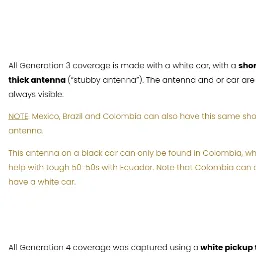 All Generation 3 coverage is made with a white car, with a shor
thick antenna ("stubby antenna"). The antenna and or car are
always visible.
NOTE: Mexico, Brazil and Colombia can also have this same sho
antenna.
This antenna on a black car can only be found in Colombia, wh
help with tough 50-50s with Ecuador. Note that Colombia can
have a white car.
All Generation 4 coverage was captured using a white pickup